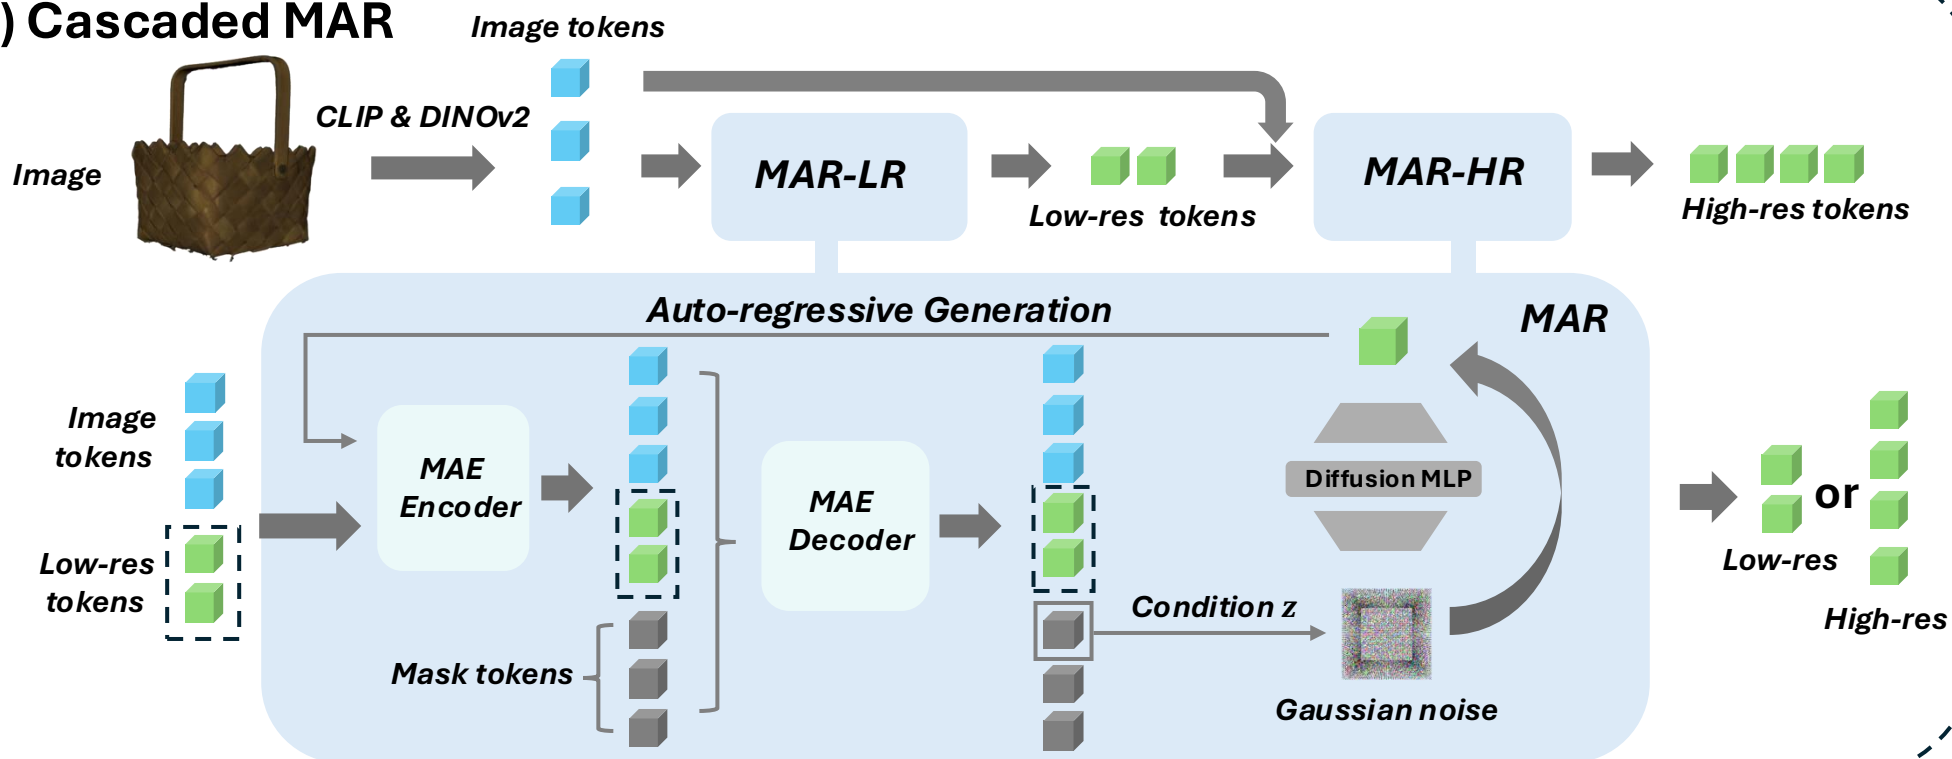 ) Cascaded MAR
Image tokens
CLIP & DINOv2
Image
MAR-LR
Low-res tokens
MAR-HR
High-res tokens
Auto-regressive Generation
MAR
Image
tokens
Low-res
tokens
MAE
Encoder
Mask tokens
MAE
Decoder
Condition z
Diffusion MLP
Gaussian noise
or
Low-res
High-res